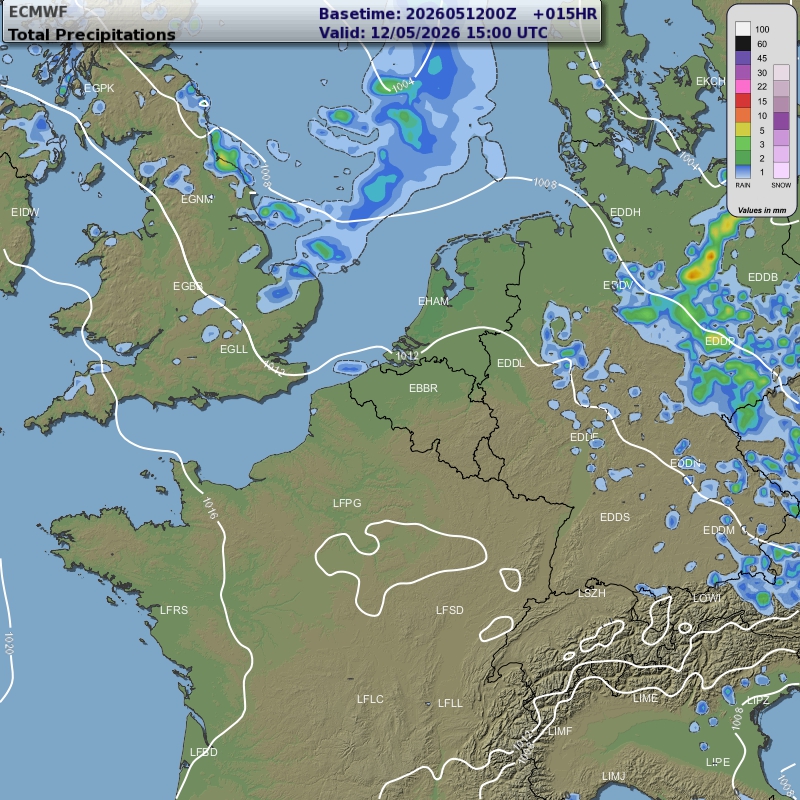 ECMWF
Basetime: 2026051200Z +015HR
Total Precipitations
Valid: 12/05/2026 15:00 UTC
100
60
45
30
22
15
10
5
3
2
1
RAIN
SNOW
Values in mm
EGPK
EKCH
1004
1004
1008
1008
EGNM
EIDW
EDDH
EDDB
EGBB
EDDV
EHAM
EDDP
EGLL
1012
1012
EDDL
EBBR
EDDF
EDDN
LFPG
1016
EDDS
EDDM
LSZH
LOWI
LFRS
LFSD
1020
LFLC
LFLL
LIME
LIPZ
1008
LIMF
LFBD
LIPE
LIMJ
1008